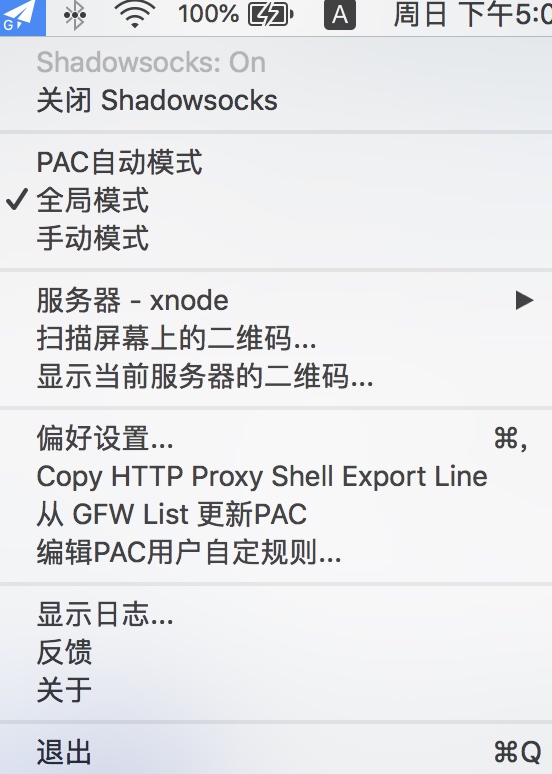 G 100% A 周日 下午5:0
Shadowsocks: On
关闭 Shadowsocks
PAC自动模式
✓ 全局模式
手动模式
服务器 - xnode ▶
扫描屏幕上的二维码...
显示当前服务器的二维码...
偏好设置... ⌘,
Copy HTTP Proxy Shell Export Line
从 GFW List 更新PAC
编辑PAC用户自定规则...
显示日志...
反馈
关于
退出 ⌘Q